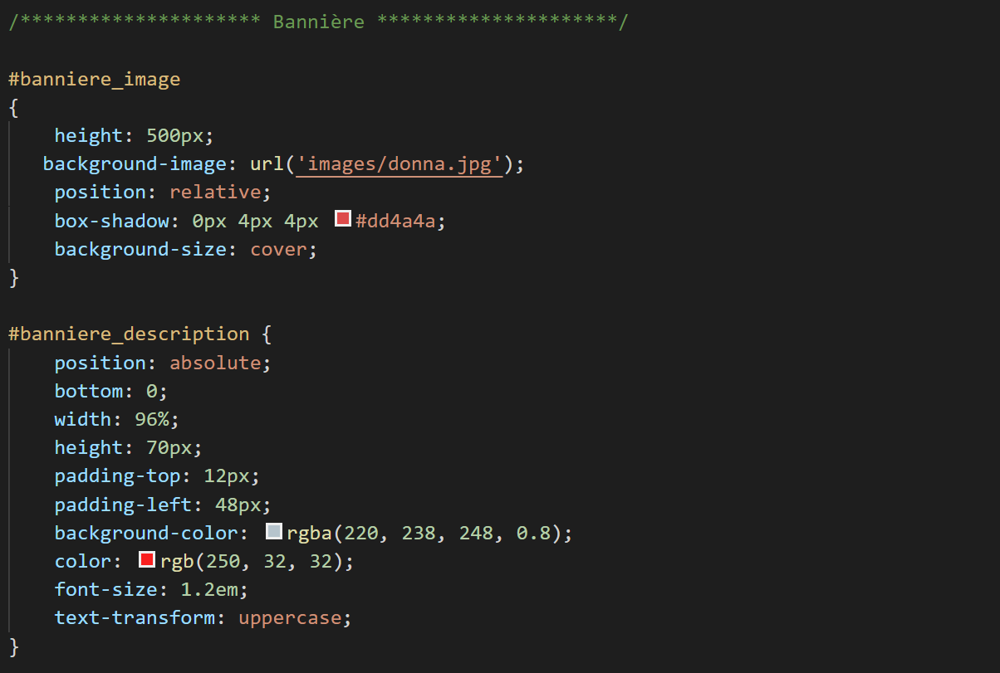 /********************* Bannière *********************/
#banniere_image
{
height: 500px;
background-image: url('images/donna.jpg');
position: relative;
box-shadow: 0px 4px 4px #dd4a4a;
background-size: cover;
}
#banniere_description {
position: absolute;
bottom: 0;
width: 96%;
height: 70px;
padding-top: 12px;
padding-left: 48px;
background-color: rgba(220, 238, 248, 0.8);
color: rgb(250, 32, 32);
font-size: 1.2em;
text-transform: uppercase;
}